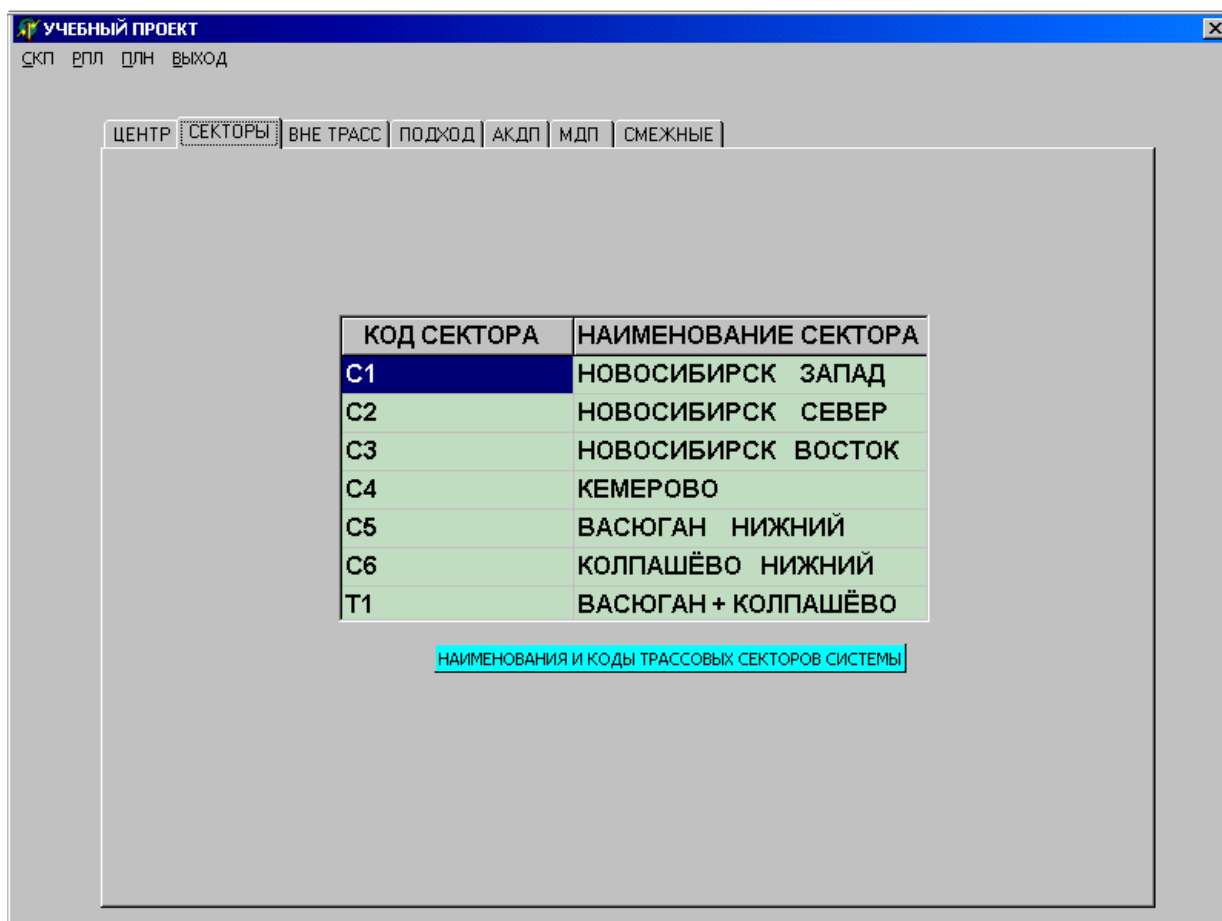 УЧЕБНЫЙ ПРОЕКТ
СКП РПЛ ПЛН ВЫХОД
ЦЕНТР СЕКТОРЫ ВНЕ ТРАСС ПОДХОД АКДП МДП СМЕЖНЫЕ
КОД СЕКТОРА НАИМЕНОВАНИЕ СЕКТОРА
С1 НОВОСИБИРСК ЗАПАД
С2 НОВОСИБИРСК СЕВЕР
С3 НОВОСИБИРСК ВОСТОК
С4 КЕМЕРОВО
С5 ВАСЮГАН НИЖНИЙ
С6 КОЛПАШЁВО НИЖНИЙ
Т1 ВАСЮГАН + КОЛПАШЁВО
НАИМЕНОВАНИЯ И КОДЫ ТРАССОВЫХ СЕКТОРОВ СИСТЕМЫ